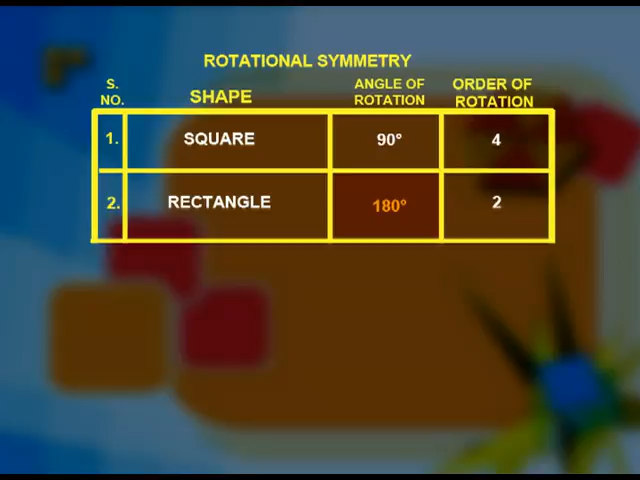 ROTATIONAL SYMMETRY
S. NO. SHAPE ANGLE OF ROTATION ORDER OF ROTATION
1. SQUARE 90° 4
2. RECTANGLE 180° 2